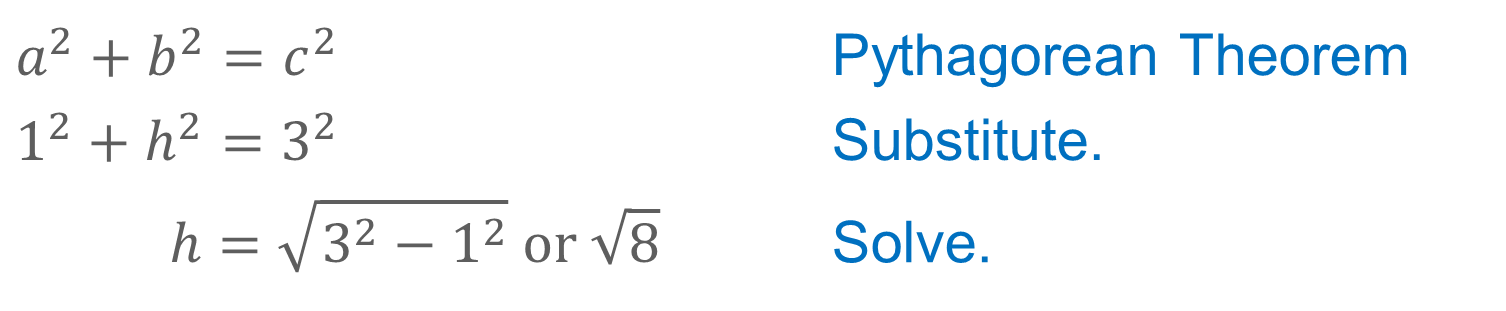 a² + b² = c² Pythagorean Theorem
1² + h² = 3² Substitute.
h = √(3² − 1²) or √8 Solve.